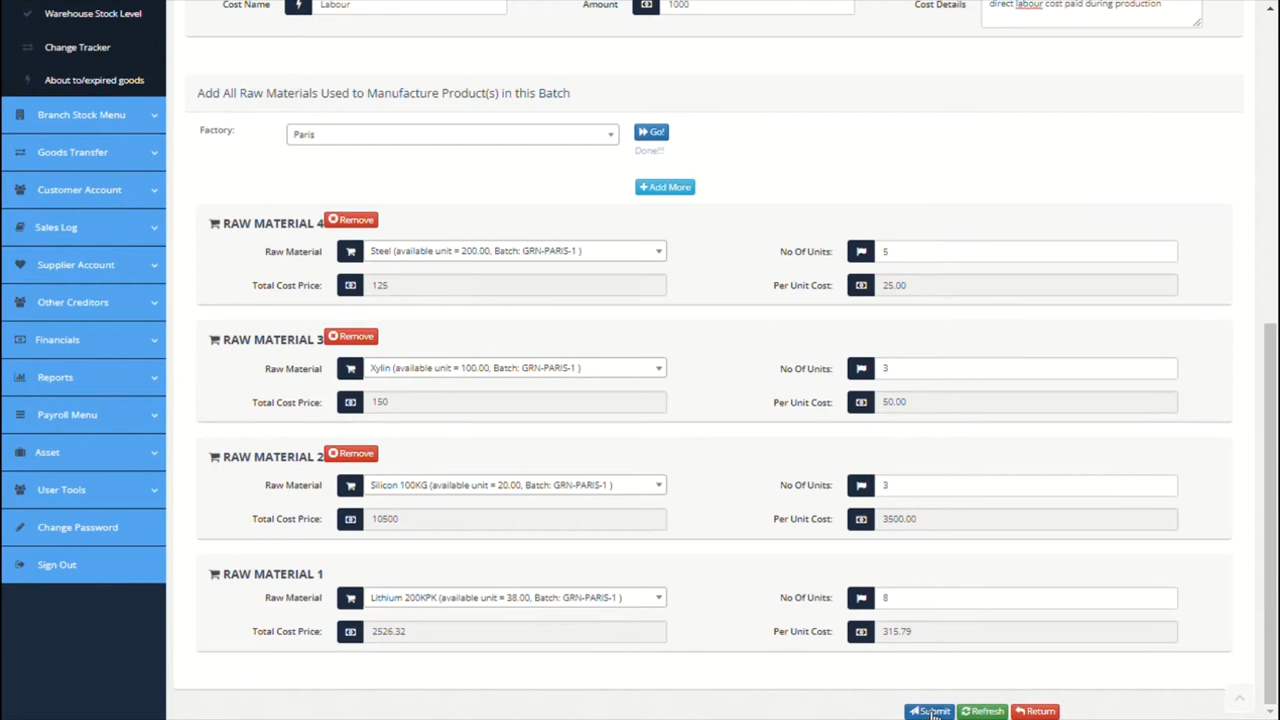 Warehouse Stock Level
Change Tracker
About to/expired goods
Branch Stock Menu
Goods Transfer
Customer Account
Sales Log
Supplier Account
Other Creditors
Financials
Reports
Payroll Menu
Asset
User Tools
Change Password
Sign Out
Cost Name Labour Amount 1000 Cost Details direct labour cost paid during production
Add All Raw Materials Used to Manufacture Product(s) in this Batch
Factory: Paris Go!
Done!!!
Add More
RAW MATERIAL 4 Remove
Raw Material Steel (available unit = 200.00, Batch: GRN-PARIS-1 ) No Of Units: 5
Total Cost Price: 125 Per Unit Cost: 25.00
RAW MATERIAL 3 Remove
Raw Material Xylin (available unit = 100.00, Batch: GRN-PARIS-1 ) No Of Units: 3
Total Cost Price: 150 Per Unit Cost: 50.00
RAW MATERIAL 2 Remove
Raw Material Silicon 100KG (available unit = 20.00, Batch: GRN-PARIS-1 ) No Of Units: 3
Total Cost Price: 10500 Per Unit Cost: 3500.00
RAW MATERIAL 1
Raw Material Lithium 200KPK (available unit = 38.00, Batch: GRN-PARIS-1 ) No Of Units: 8
Total Cost Price: 2526.32 Per Unit Cost: 315.79
Submit Refresh Return